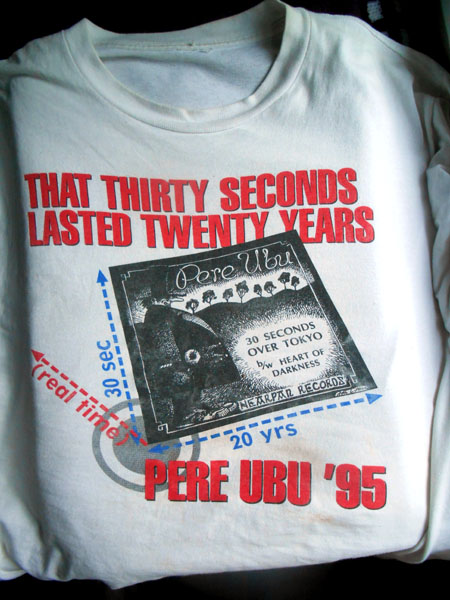 THAT THIRTY SECONDS
LASTED TWENTY YEARS
Pere Ubu
30 SECONDS
OVER TOKYO
b/w HEART OF
DARKNESS
HEARPAN RECORDS
30 sec
(real time)
20 yrs
PERE UBU '95